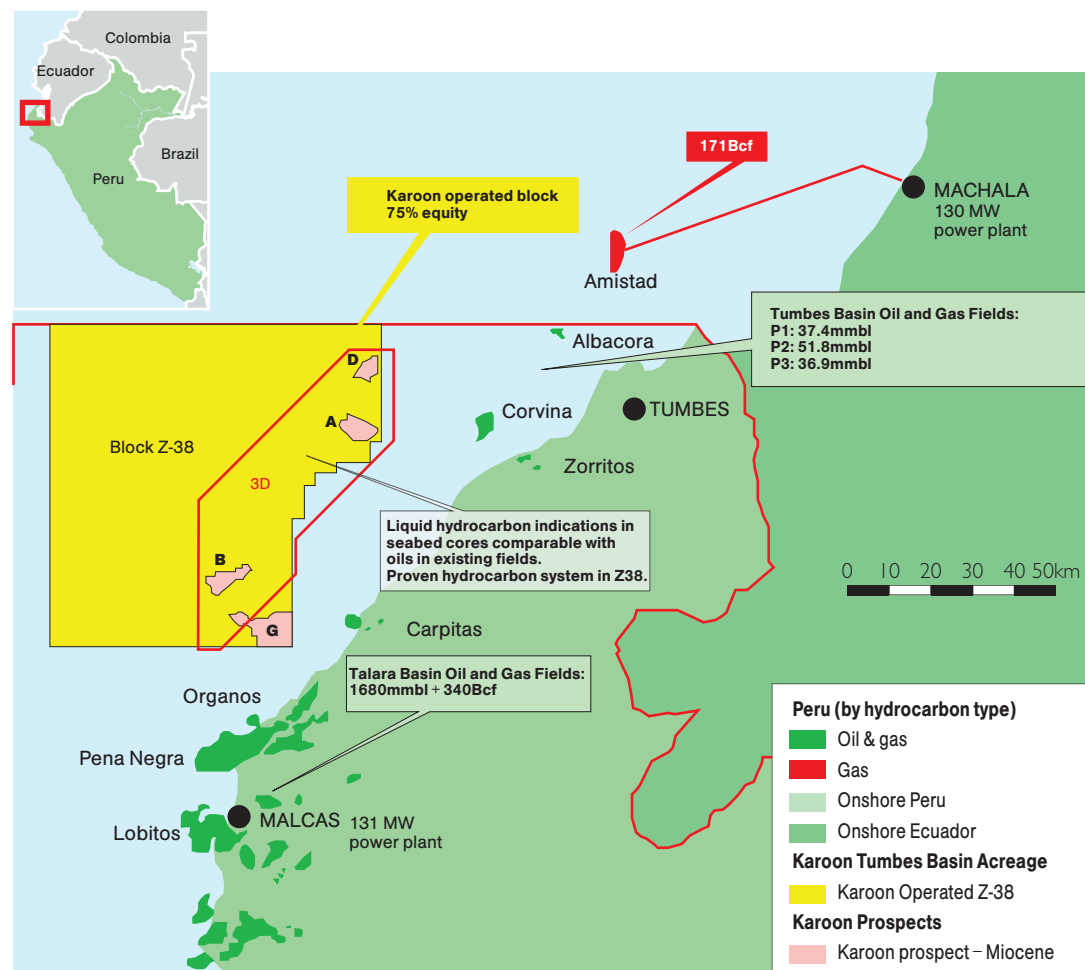 Colombia
Ecuador
Brazil
Peru
171Bcf
Karoon operated block
75% equity
MACHALA
130 MW
power plant
Amistad
Tumbes Basin Oil and Gas Fields:
P1: 37.4mmbl
P2: 51.8mmbl
P3: 36.9mmbl
Albacora
D
A
Corvina
TUMBES
Block Z-38
Zorritos
3D
Liquid hydrocarbon indications in
seabed cores comparable with
oils in existing fields.
Proven hydrocarbon system in Z38.
B
0 10 20 30 40 50km
G
Carpitas
Talara Basin Oil and Gas Fields:
1680mmbl + 340Bcf
Organos
Pena Negra
MALCAS
131 MW
power plant
Lobitos
Peru (by hydrocarbon type)
Oil & gas
Gas
Onshore Peru
Onshore Ecuador
Karoon Tumbes Basin Acreage
Karoon Operated Z-38
Karoon Prospects
Karoon prospect – Miocene